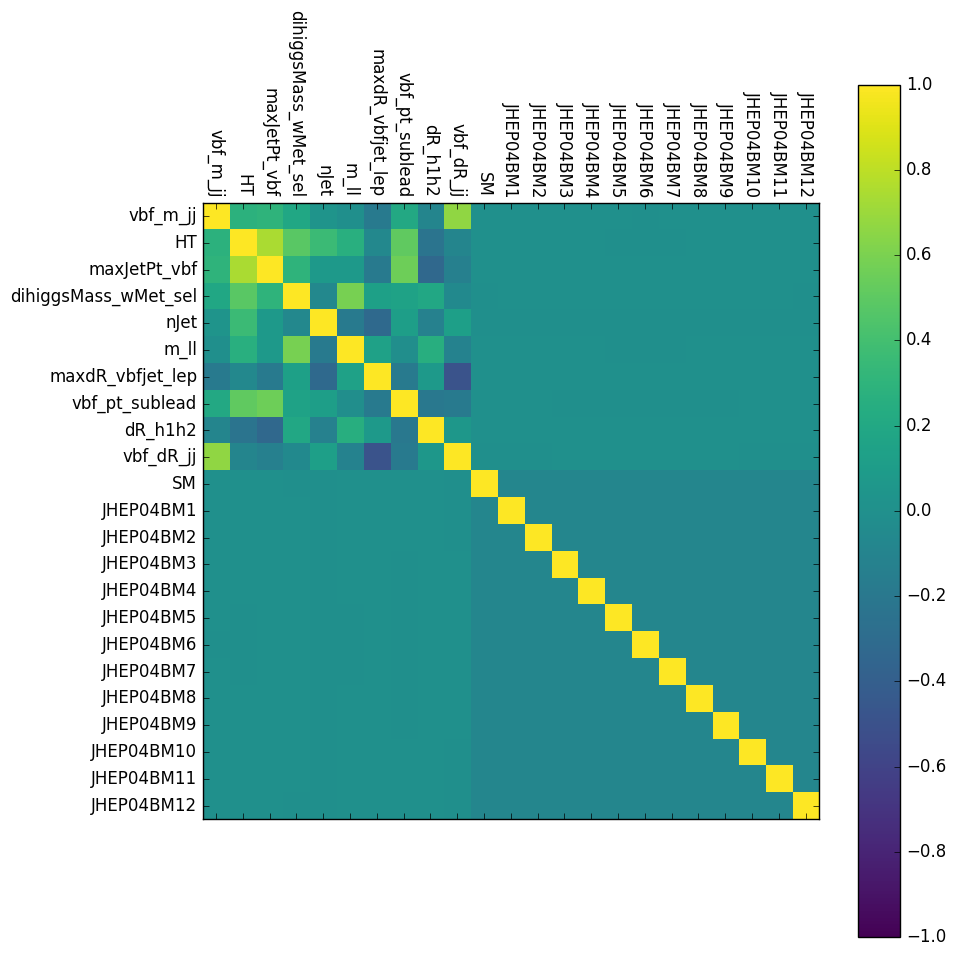 vbf_m_jj
HT
maxJetPt_vbf
dihiggsMass_wMet_sel
nJet
m_ll
maxdR_vbfjet_lep
vbf_pt_sublead
dR_h1h2
vbf_dR_jj
SM
JHEP04BM1
JHEP04BM2
JHEP04BM3
JHEP04BM4
JHEP04BM5
JHEP04BM6
JHEP04BM7
JHEP04BM8
JHEP04BM9
JHEP04BM10
JHEP04BM11
JHEP04BM12
vbf_m_jj
HT
maxJetPt_vbf
dihiggsMass_wMet_sel
nJet
m_ll
maxdR_vbfjet_lep
vbf_pt_sublead
dR_h1h2
vbf_dR_jj
SM
JHEP04BM1
JHEP04BM2
JHEP04BM3
JHEP04BM4
JHEP04BM5
JHEP04BM6
JHEP04BM7
JHEP04BM8
JHEP04BM9
JHEP04BM10
JHEP04BM11
JHEP04BM12
1.0
0.8
0.6
0.4
0.2
0.0
−0.2
−0.4
−0.6
−0.8
−1.0